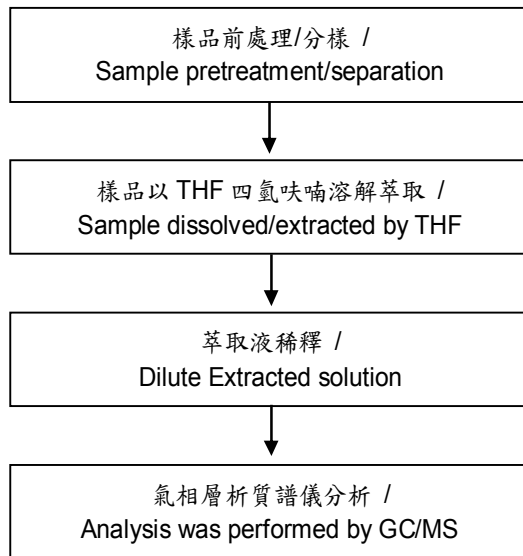 樣品前處理/分樣 /
Sample pretreatment/separation
樣品以 THF 四氫呋喃溶解萃取 /
Sample dissolved/extracted by THF
萃取液稀釋 /
Dilute Extracted solution
氣相層析質譜儀分析 /
Analysis was performed by GC/MS